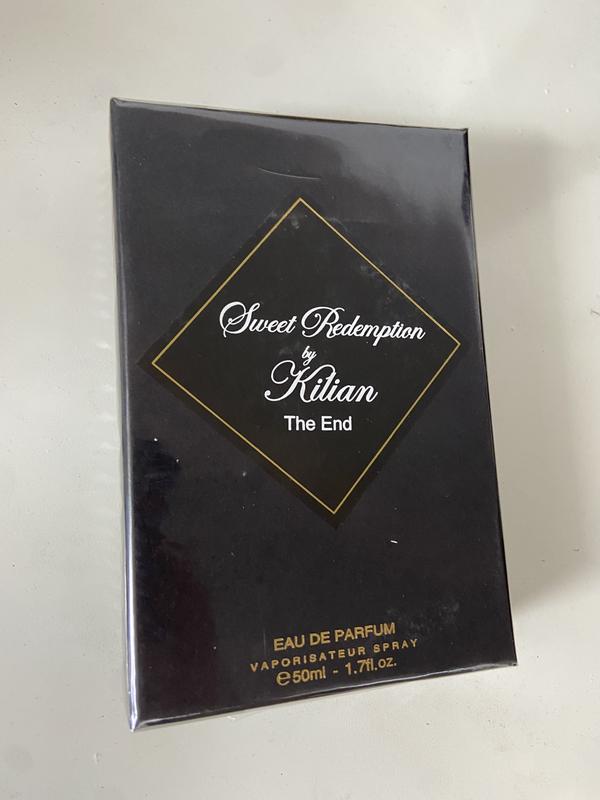 Sweet Redemption
by
Kilian
The End
EAU DE PARFUM
VAPORISATEUR SPRAY
℮50ml - 1.7fl.oz.